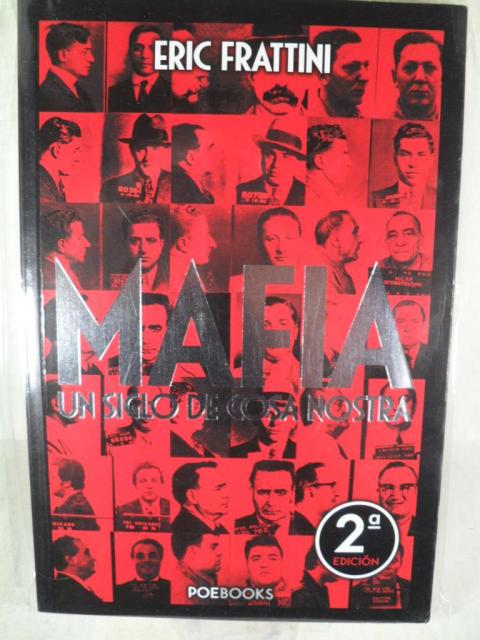 ERIC FRATTINI
MAFIA
UN SIGLO DE COSA NOSTRA
2ª
EDICIÓN
POEBOOKS